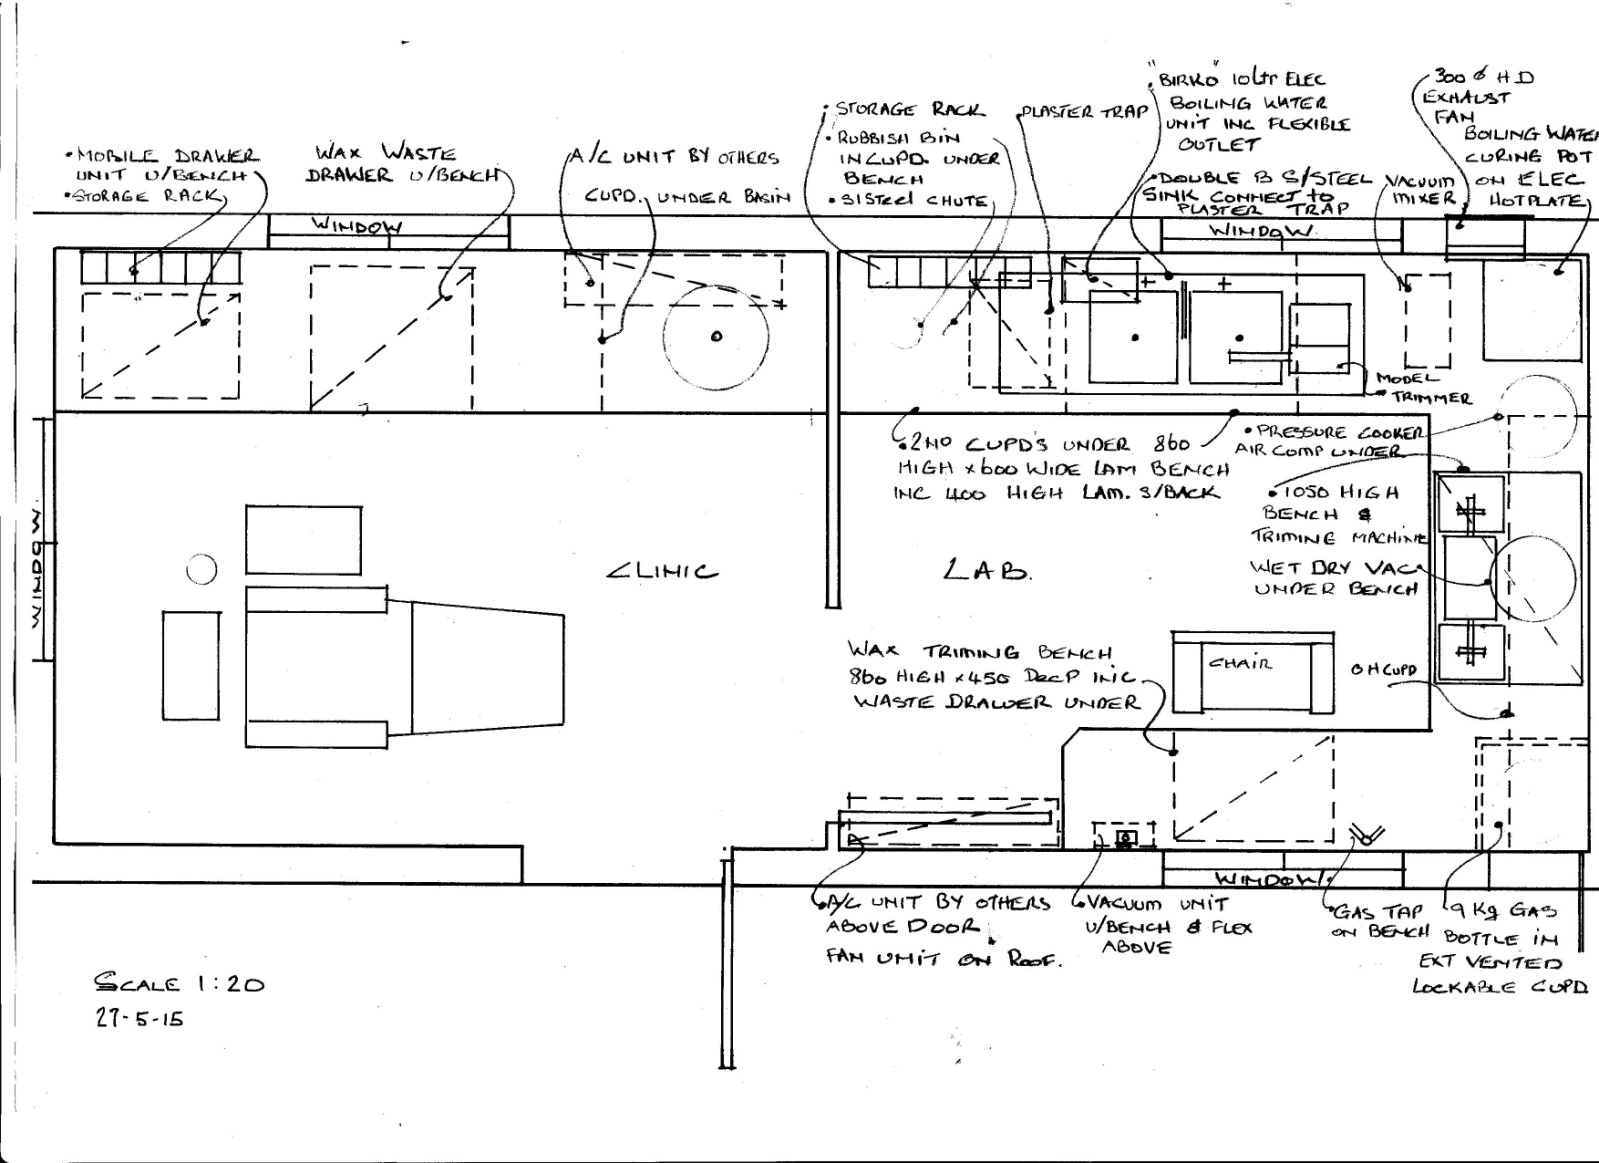 • MOBILE DRAWER
UNIT U/BENCH
• STORAGE RACK
WAX WASTE
DRAWER U/BENCH
A/C UNIT BY OTHERS
CUPD. UNDER BASIN
• STORAGE RACK
• RUBBISH BIN
IN CUPD. UNDER
BENCH
• S/STEEL CHUTE
PLASTER TRAP
"BIRKO" 10Ltr ELEC
BOILING WATER
UNIT INC FLEXIBLE
OUTLET
• DOUBLE B S/STEEL
SINK CONNECT TO
PLASTER TRAP
VACUUM
MIXER
300 ϕ H D
EXHAUST
FAN
BOILING WATER
CURING POT
ON ELEC
HOTPLATE
WINDOW
WINDOW.
MODEL
TRIMMER
• 2 NO CUPD'S UNDER 860
HIGH × 600 WIDE LAM BENCH
INC 400 HIGH LAM. S/BACK
• PRESSURE COOKER
AIR COMP UNDER
• 1050 HIGH
BENCH &
TRIMING MACHINE
WET DRY VAC
UNDER BENCH
WINDOW
CLINIC
LAB.
WAX TRIMING BENCH
860 HIGH × 450 DEEP INC
WASTE DRAWER UNDER
CHAIR
O H CUPD
WINDOW.
A/C UNIT BY OTHERS
ABOVE DOOR
FAN UNIT ON ROOF.
VACUUM UNIT
U/BENCH & FLEX
ABOVE
• GAS TAP
ON BENCH
9 Kg GAS
BOTTLE IN
EXT VENTED
LOCKABLE CUPD
SCALE 1:20
27-5-15